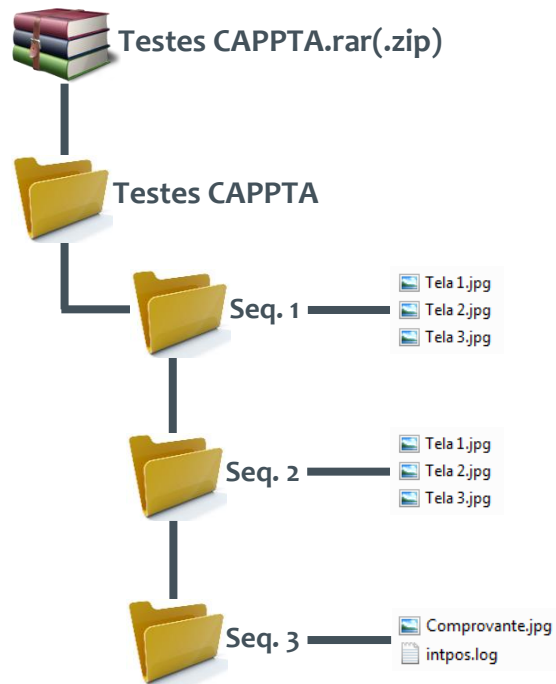 Testes CAPPTA.rar(.zip)
Testes CAPPTA
Seq. 1
Tela 1.jpg
Tela 2.jpg
Tela 3.jpg
Seq. 2
Tela 1.jpg
Tela 2.jpg
Tela 3.jpg
Seq. 3
Comprovante.jpg
intpos.log